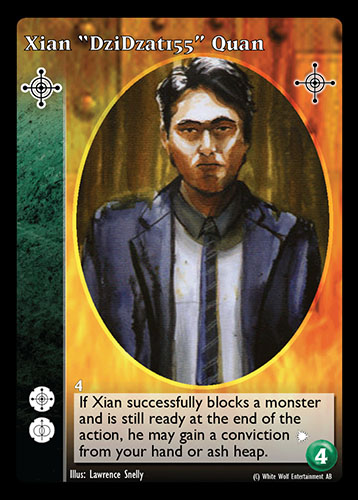 Xian "DziDzat155" Quan
4
If Xian successfully blocks a monster
and is still ready at the end of the
action, he may gain a conviction
from your hand or ash heap.
4
Illus: Lawrence Snelly
(C) White Wolf Entertainment AB